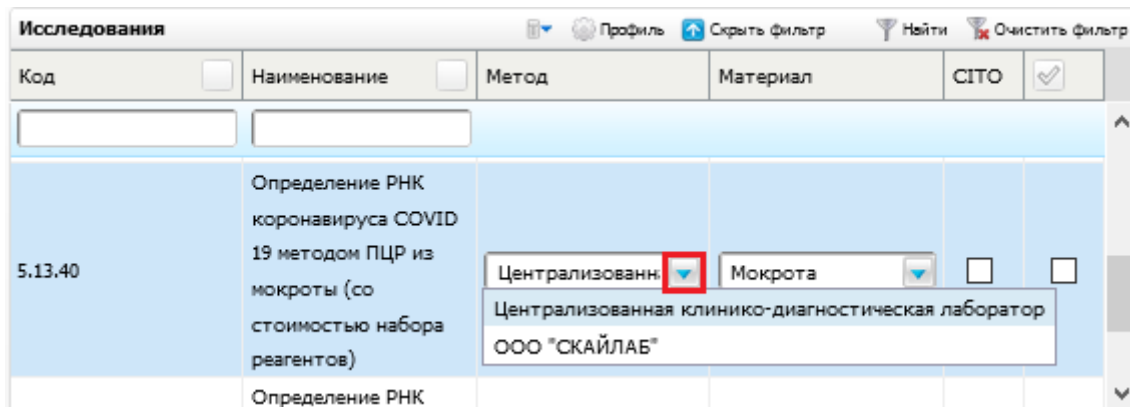 Исследования Профиль Скрыть фильтр Найти Очистить фильтр
Код Наименование Метод Материал CITO
Определение РНК
коронавируса COVID
19 методом ПЦР из
5.13.40 мокроты (со Централизованна Мокрота
стоимостью набора Централизованная клинико-диагностическая лаборатор
реагентов) ООО "СКАЙЛАБ"
Определение РНК